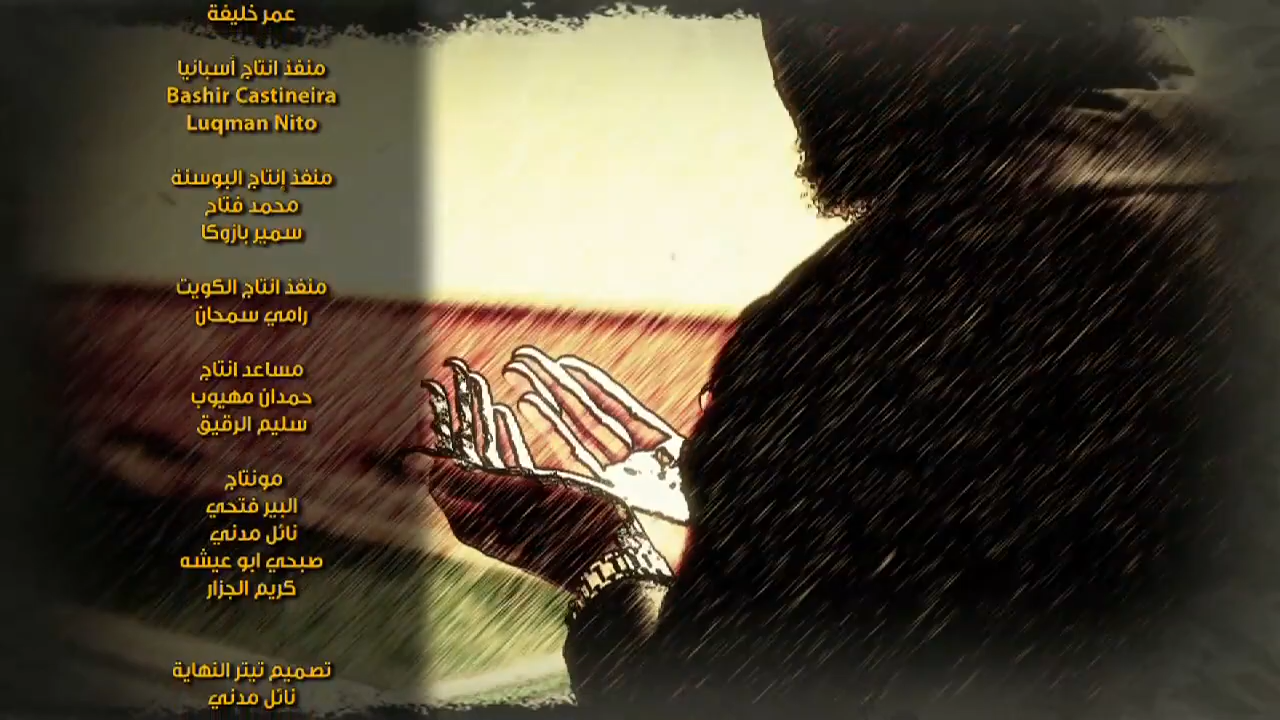 عمر خليفة
منفذ انتاج أسبانيا
Bashir Castineira
Luqman Nito
منفذ إنتاج البوسنة
محمد فتاح
سمير بازوكا
منفذ انتاج الكويت
رامي سمحان
مساعد انتاج
حمدان مهيوب
سليم الرقيق
مونتاج
البير فتحي
نائل مدني
صبحي ابو عيشه
كريم الجزار
تصميم تيتر النهاية
نائل مدني